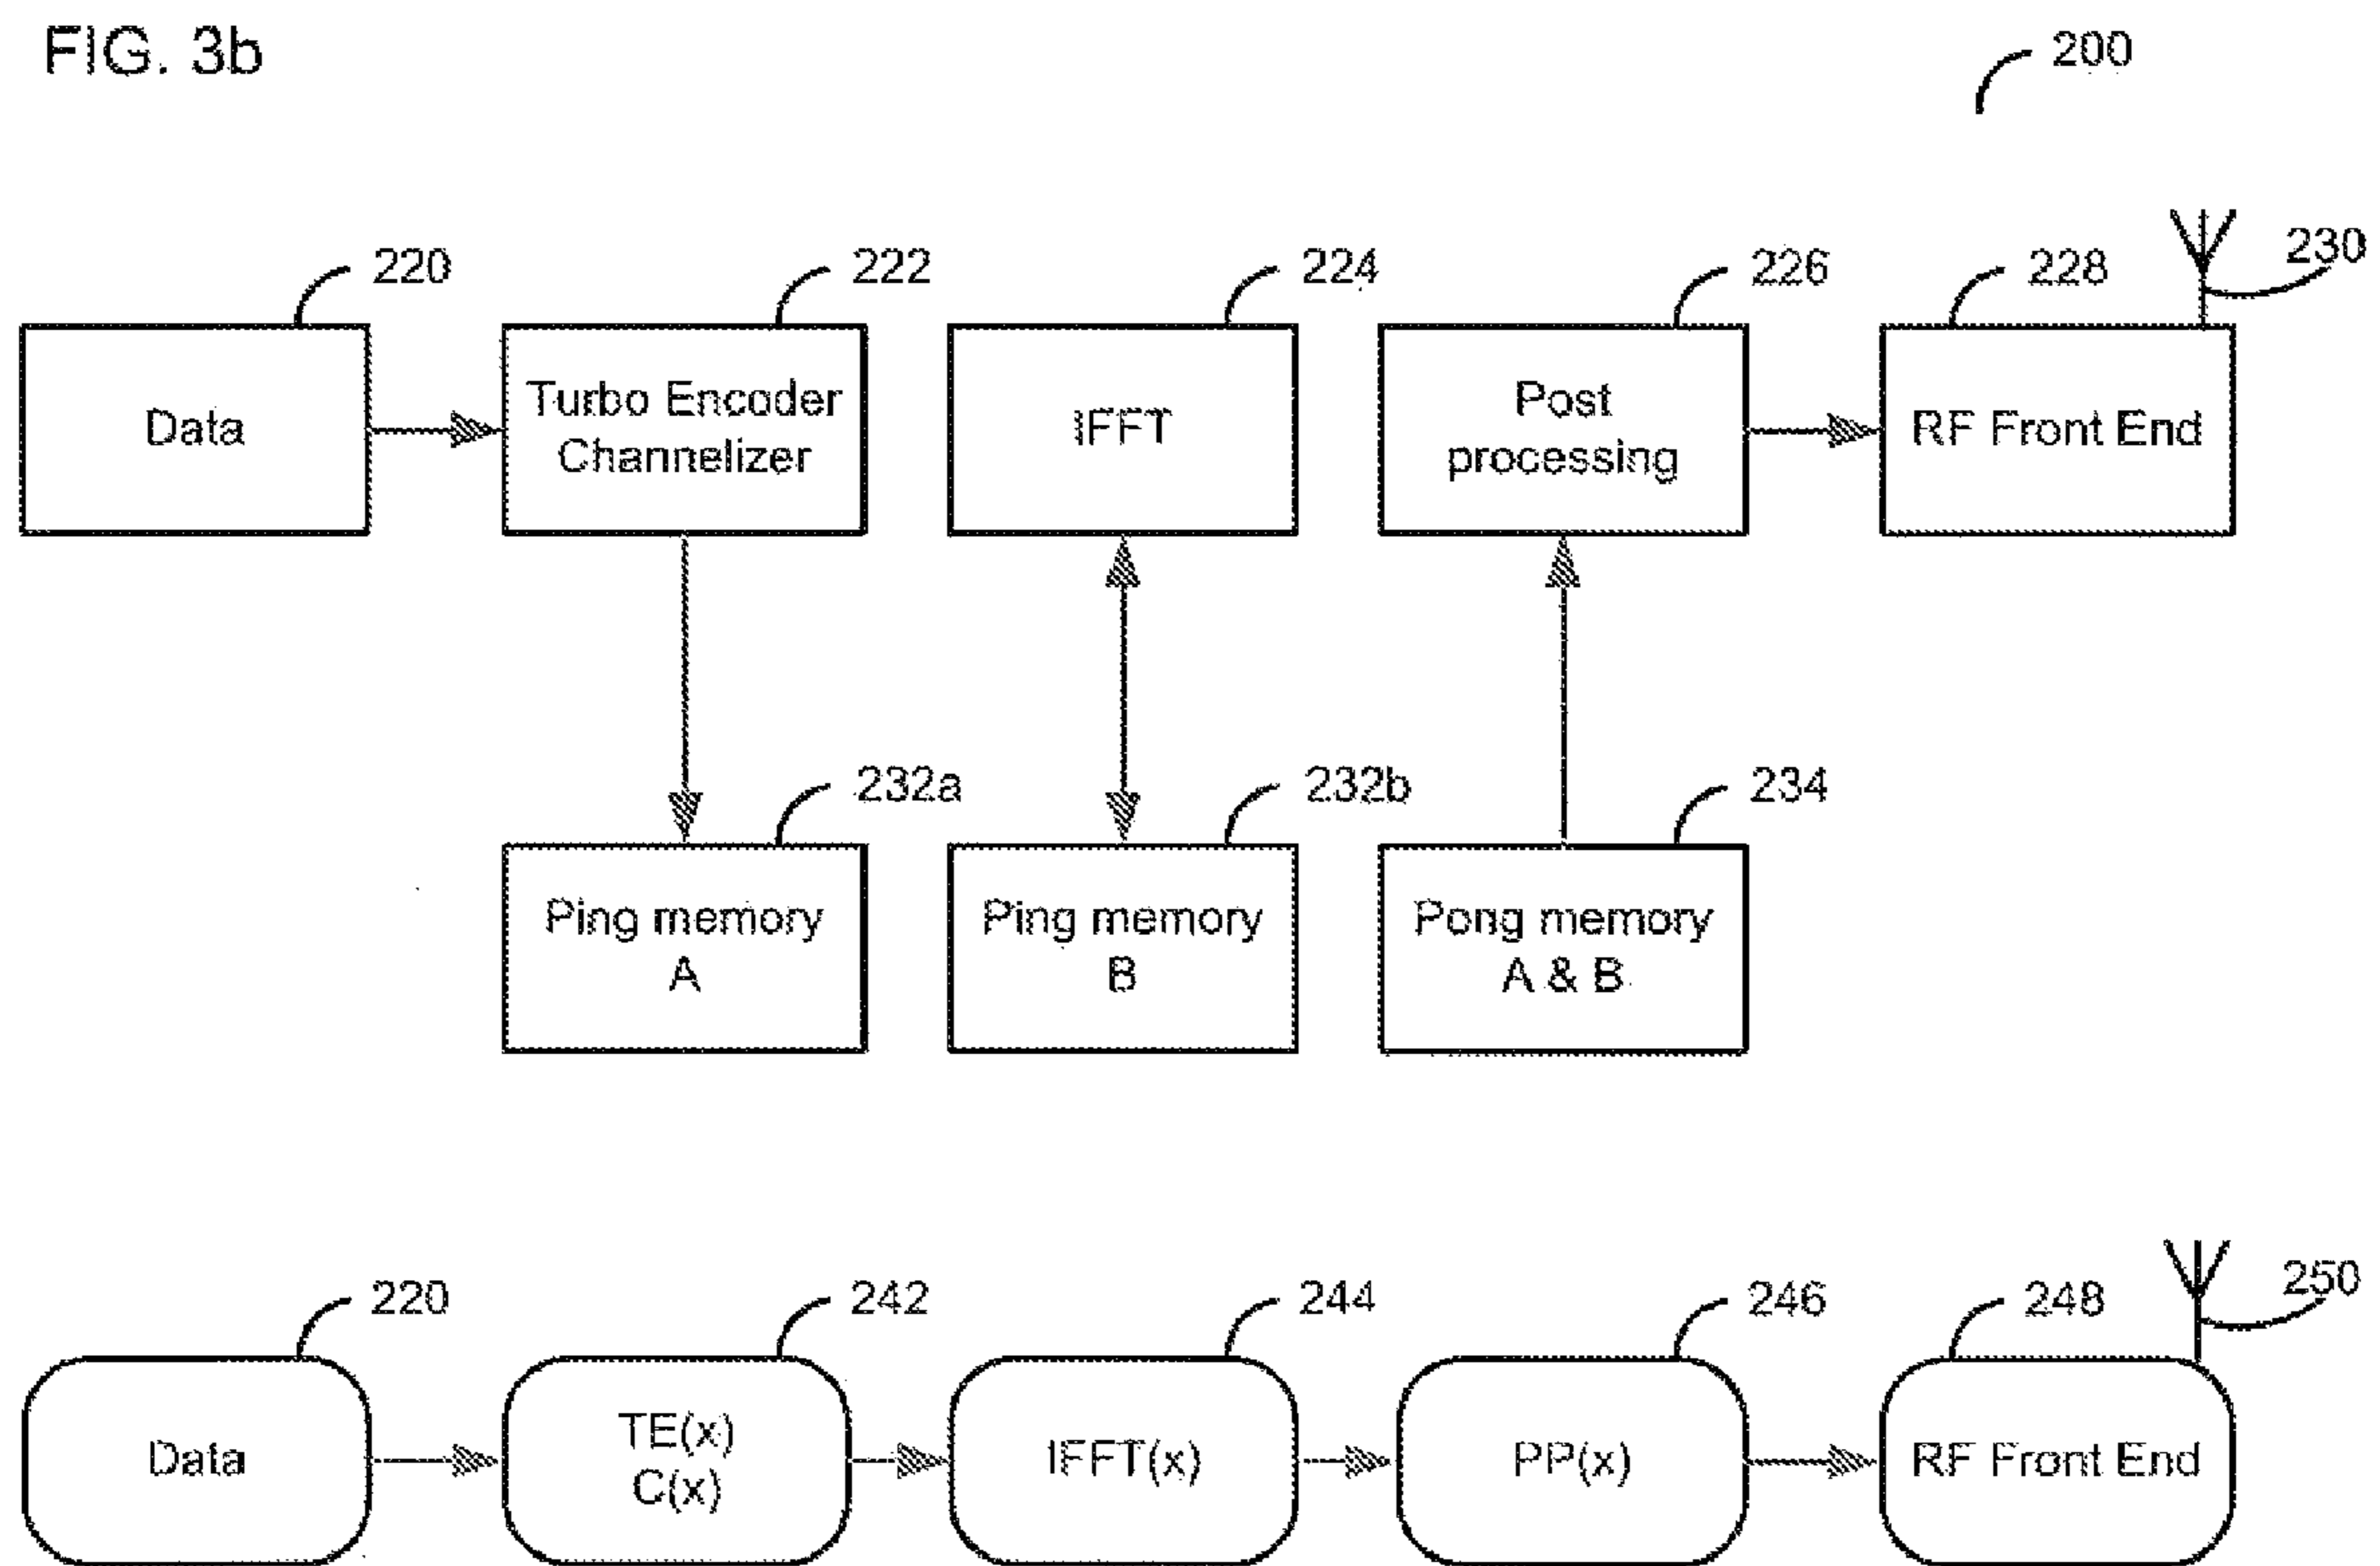 FIG. 3b
200
220
222
224
226
228
230
Data
Turbo Encoder
Channelizer
IFFT
Post
processing
RF Front End
232a
232b
234
Ping memory
A
Ping memory
B
Pong memory
A & B
220
242
244
246
248
250
Data
TE(x)
C(x)
IFFT(x)
PP(x)
RF Front End